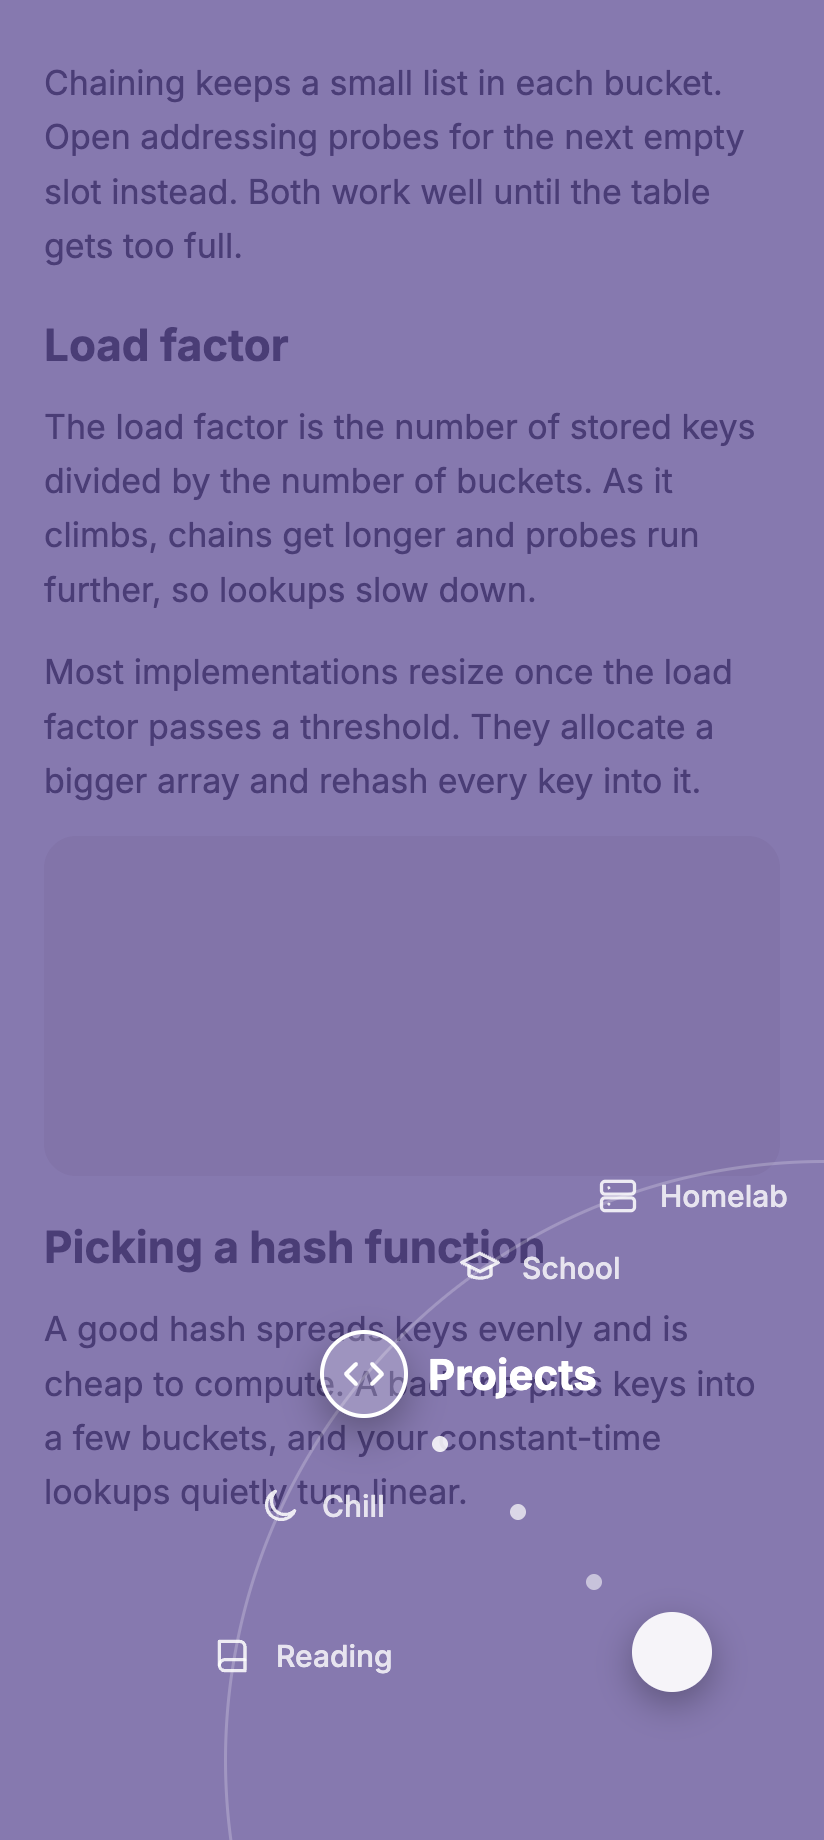 Chaining keeps a small list in each bucket.
Open addressing probes for the next empty
slot instead. Both work well until the table
gets too full.
Load factor
The load factor is the number of stored keys
divided by the number of buckets. As it
climbs, chains get longer and probes run
further, so lookups slow down.
Most implementations resize once the load
factor passes a threshold. They allocate a
bigger array and rehash every key into it.
Homelab
Picking a hash function
School
A good hash spreads keys evenly and is
cheap to compute. A bad one piles keys into
Projects
a few buckets, and your constant-time
lookups quietly turn linear.
Chill
Reading